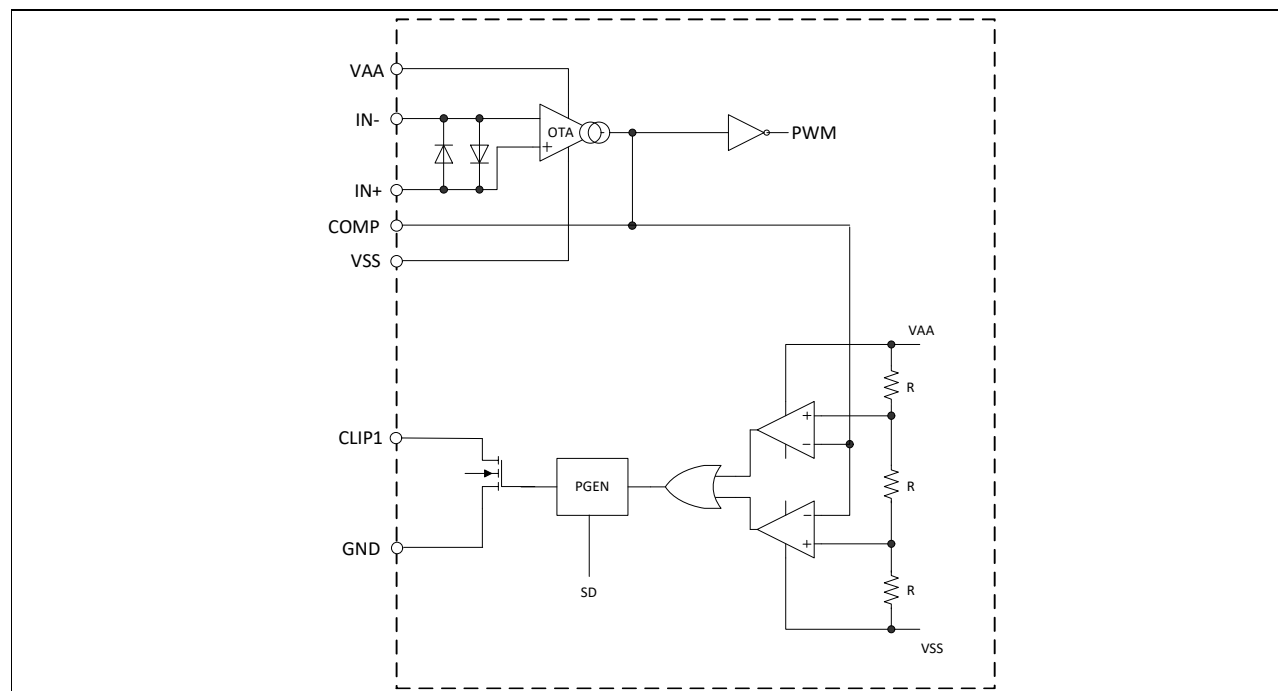 VAA
IN-
OTA
+
PWM
IN+
COMP
VSS
VAA
R
+
-
CLIP1
R
PGEN
-
+
GND
SD
R
VSS